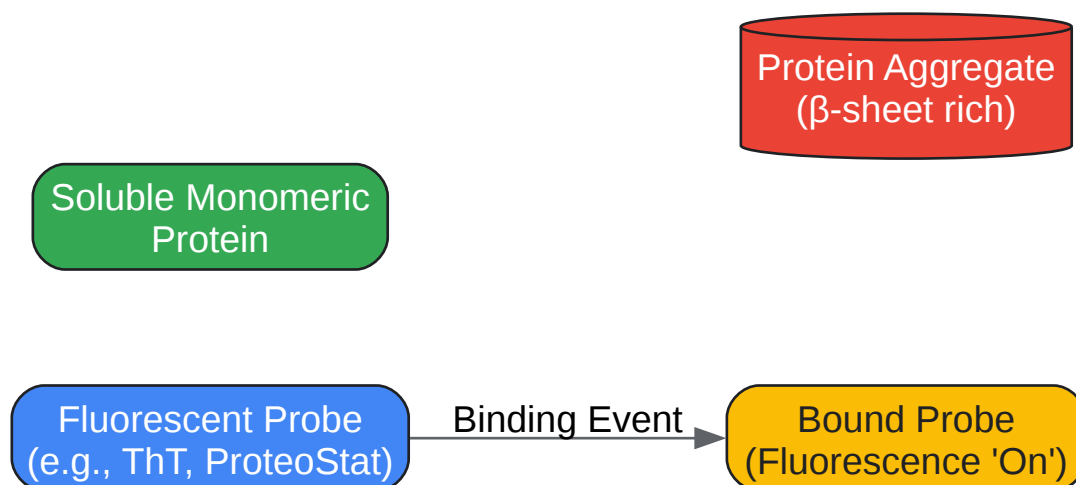 Protein Aggregate
(β-sheet rich)
Soluble Monomeric
Protein
Fluorescent Probe
(e.g., ThT, ProteoStat)
Binding Event
Bound Probe
(Fluorescence 'On')